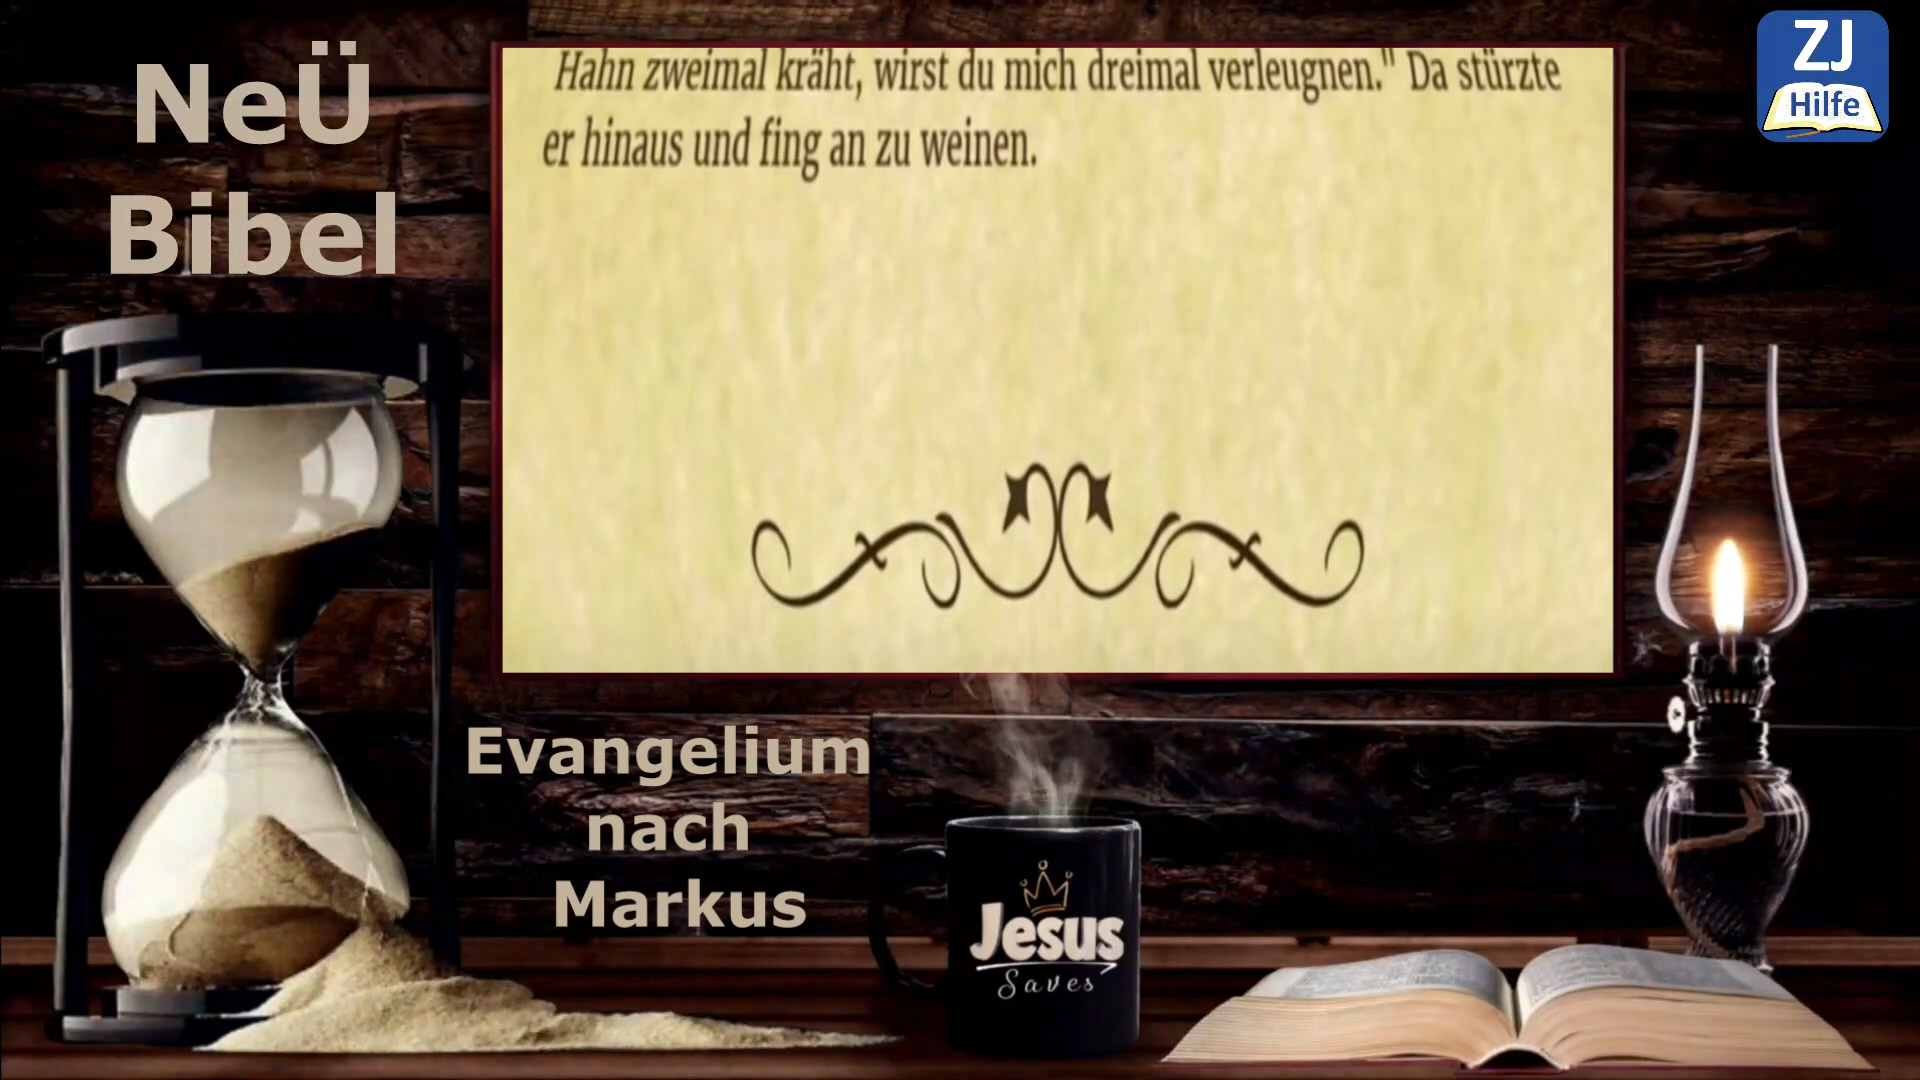 NeÜ
Bibel
Hahn zweimal kräht, wirst du mich dreimal verleugnen." Da stürzte
er hinaus und fing an zu weinen.
ZJ
Hilfe
Evangelium
nach
Markus
Jesus
Saves